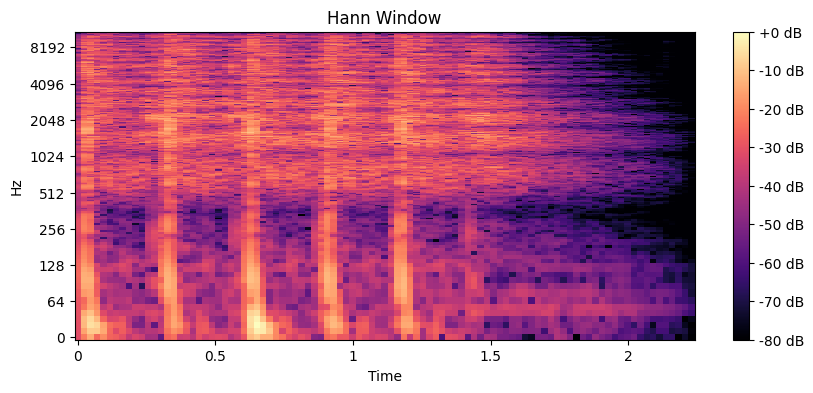 Hann Window
Hz
8192
4096
2048
1024
512
256
128
64
0
0
0.5
1
1.5
2
Time
+0 dB
-10 dB
-20 dB
-30 dB
-40 dB
-50 dB
-60 dB
-70 dB
-80 dB